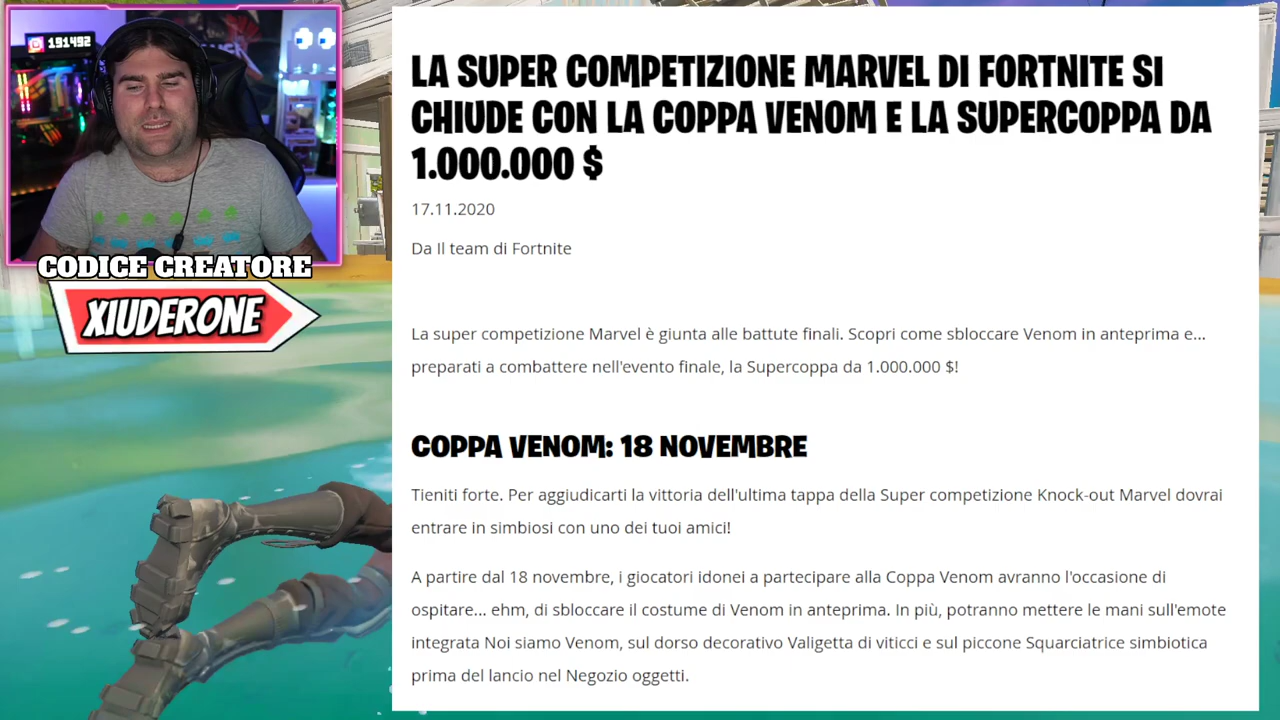 191492
CODICE CREATORE
XIUDERONE
LA SUPER COMPETIZIONE MARVEL DI FORTNITE SI
CHIUDE CON LA COPPA VENOM E LA SUPERCOPPA DA
1.000.000 $
17.11.2020
Da Il team di Fortnite
La super competizione Marvel è giunta alle battute finali. Scopri come sbloccare Venom in anteprima e...
preparati a combattere nell'evento finale, la Supercoppa da 1.000.000 $!
COPPA VENOM: 18 NOVEMBRE
Tieniti forte. Per aggiudicarti la vittoria dell'ultima tappa della Super competizione Knock-out Marvel dovrai
entrare in simbiosi con uno dei tuoi amici!
A partire dal 18 novembre, i giocatori idonei a partecipare alla Coppa Venom avranno l'occasione di
ospitare... ehm, di sbloccare il costume di Venom in anteprima. In più, potranno mettere le mani sull'emote
integrata Noi siamo Venom, sul dorso decorativo Valigetta di viticci e sul piccone Squarciatrice simbiotica
prima del lancio nel Negozio oggetti.